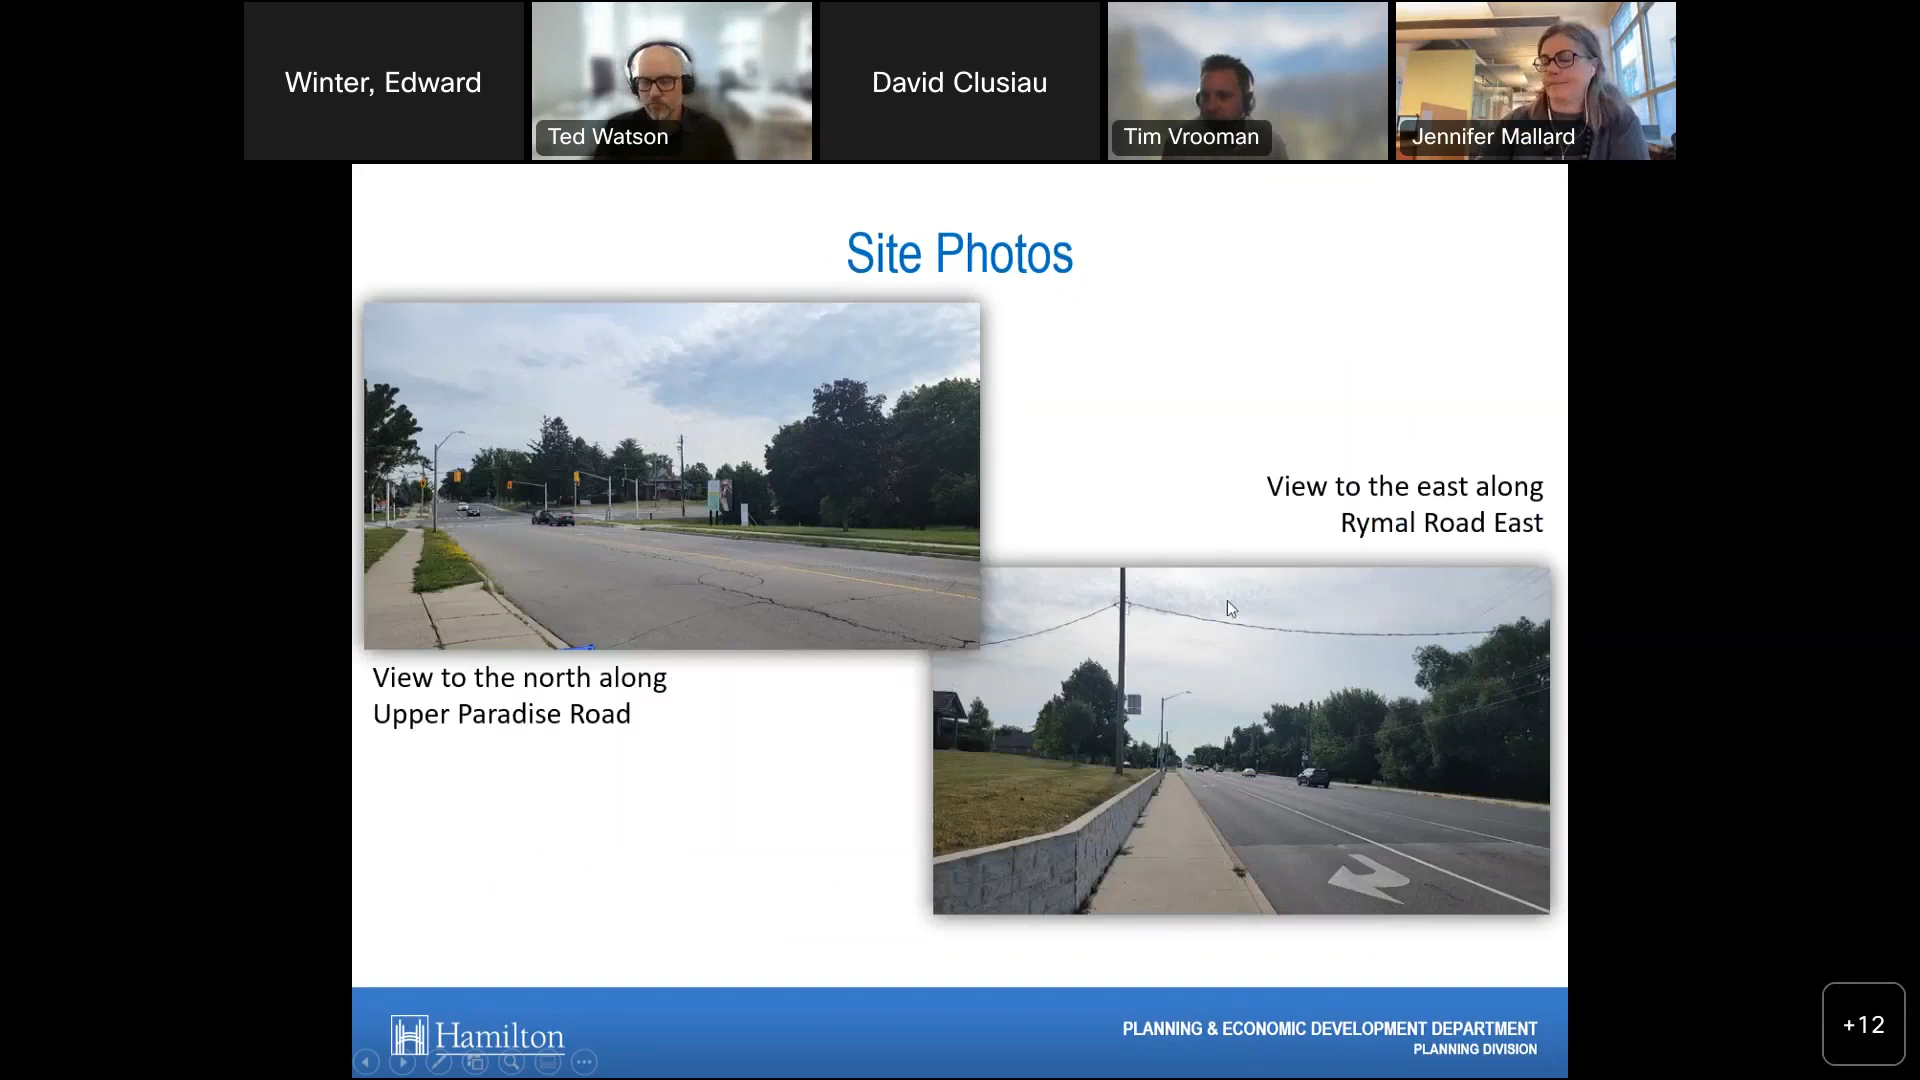 Winter, Edward
Ted Watson
David Clusiau
Tim Vrooman
Jennifer Mallard
Site Photos
View to the east along
Rymal Road East
View to the north along
Upper Paradise Road
Hamilton
PLANNING & ECONOMIC DEVELOPMENT DEPARTMENT
PLANNING DIVISION
+12